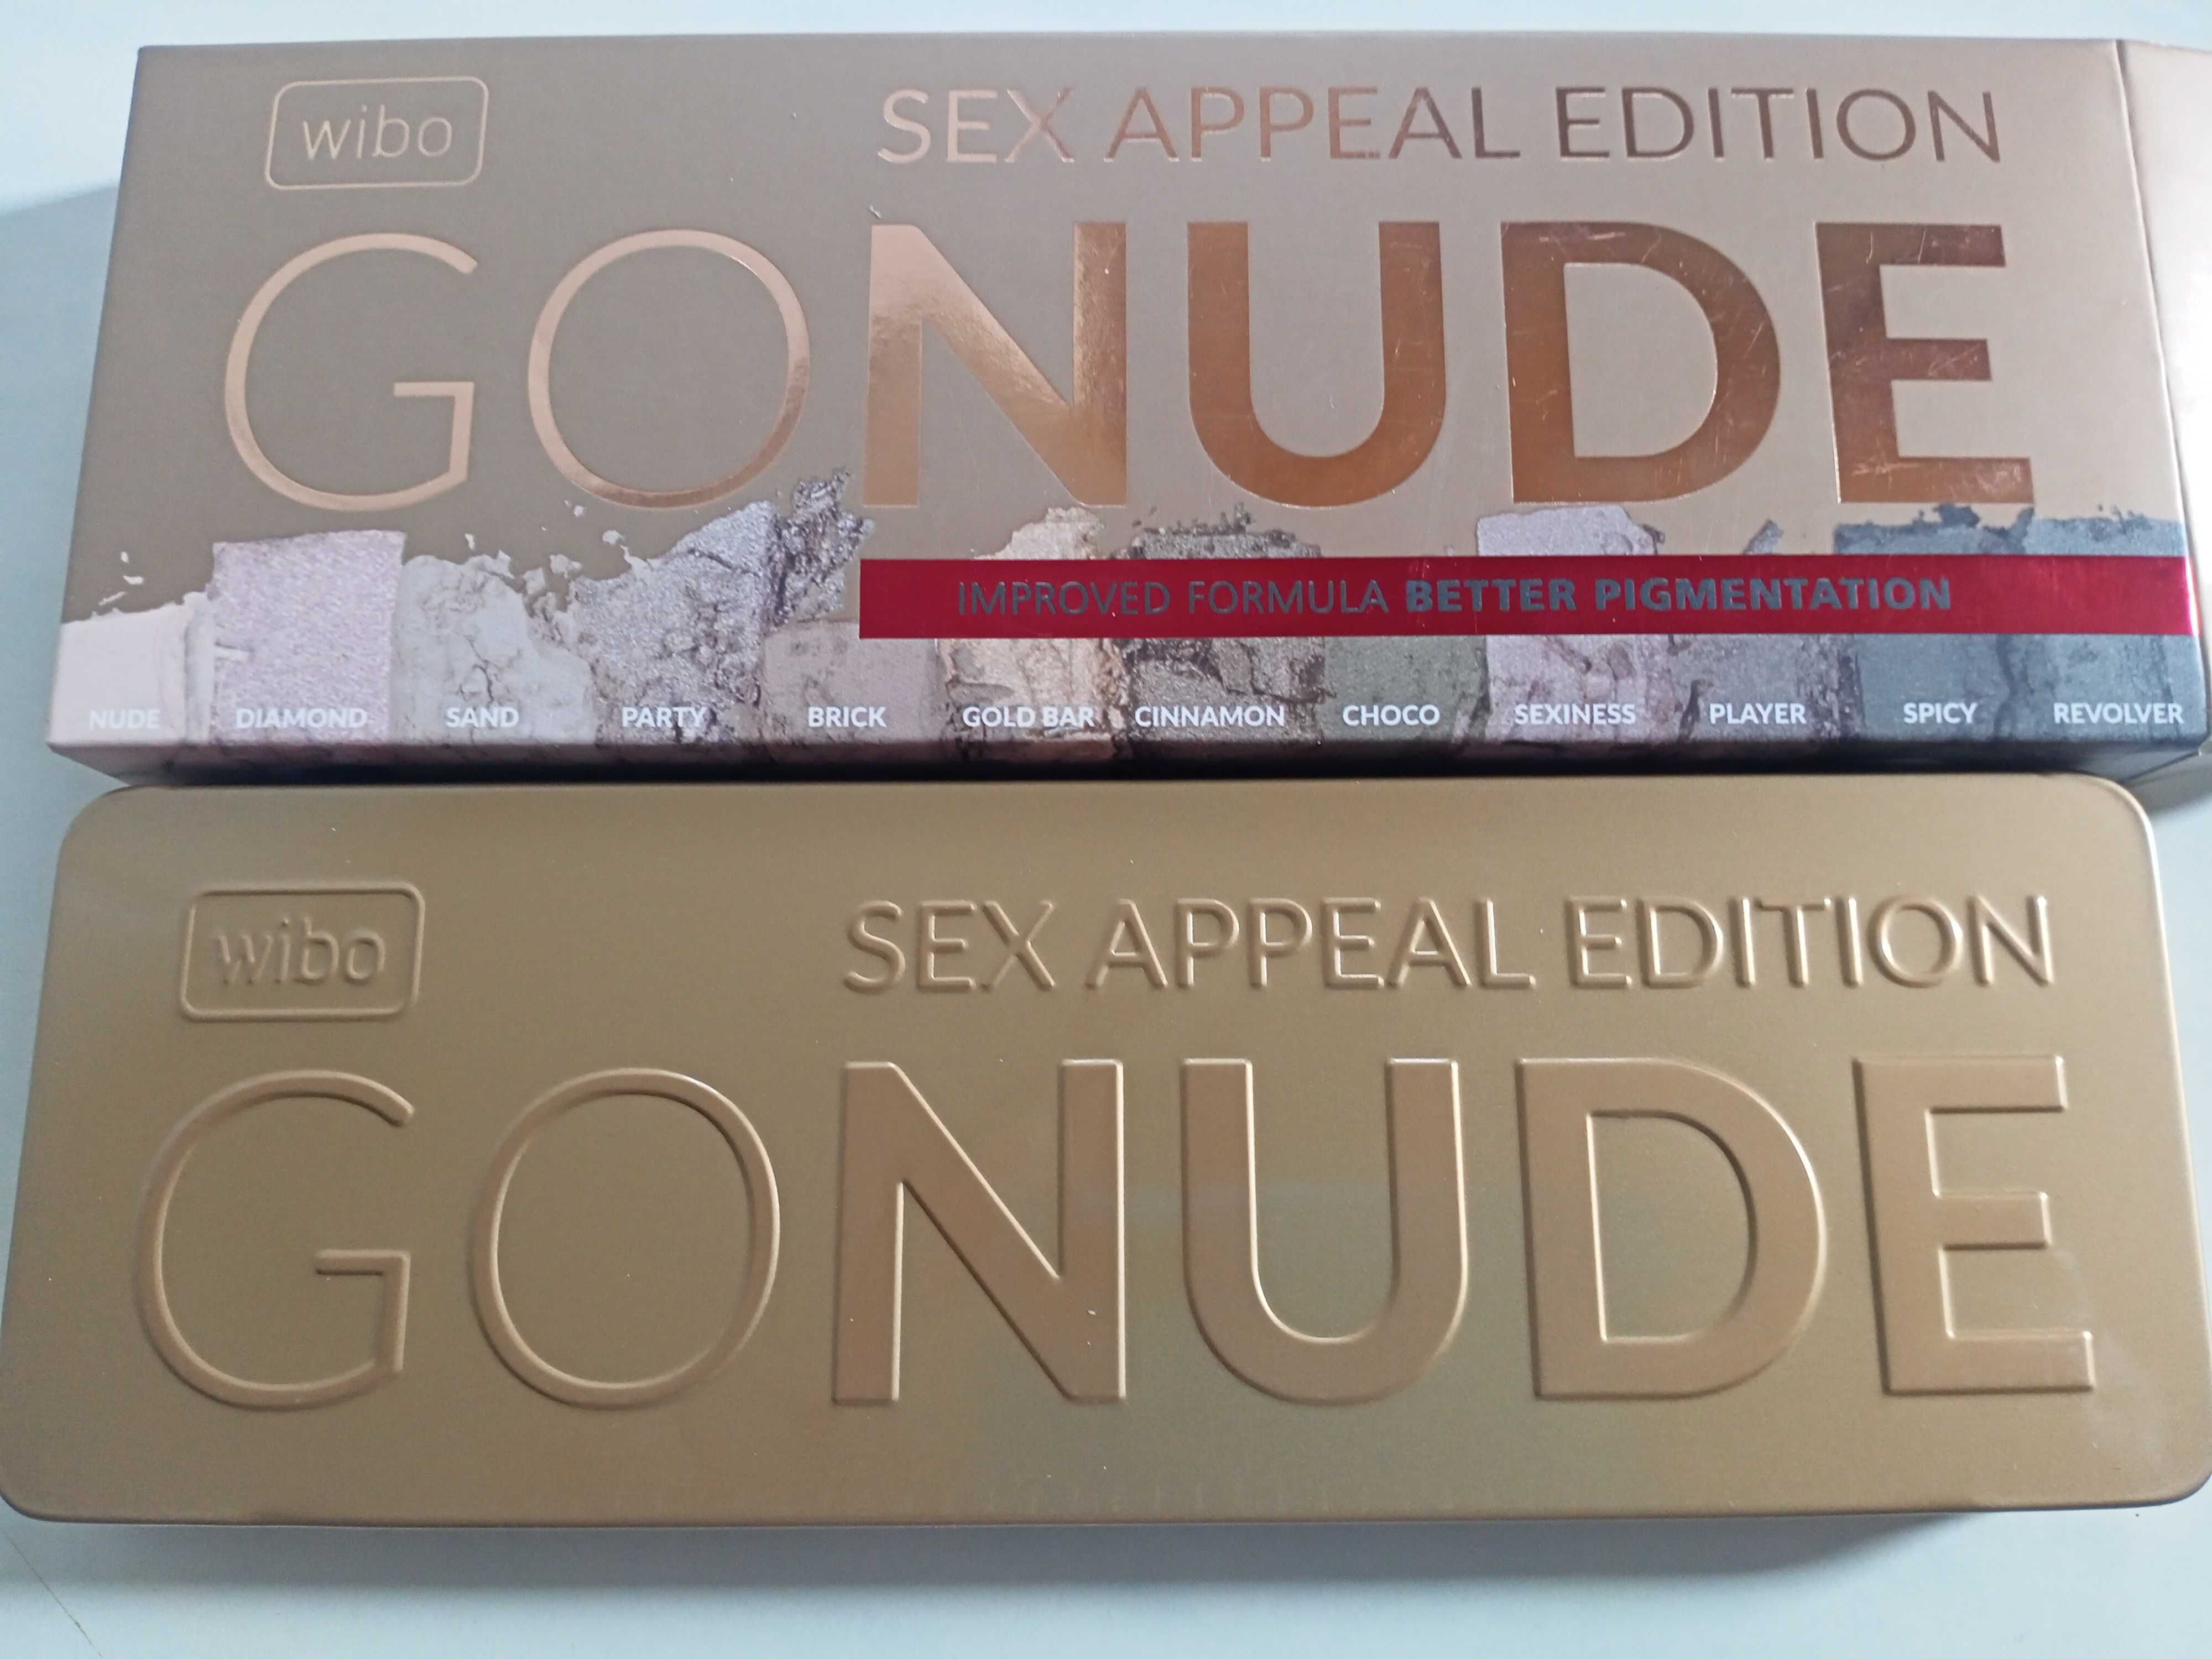 wibo
SEX APPEAL EDITION
GONUDE
IMPROVED FORMULA BETTER PIGMENTATION
NUDE DIAMOND SAND PARTY BRICK GOLD BAR CINNAMON CHOCO SEXINESS PLAYER SPICY REVOLVER
wibo
SEX APPEAL EDITION
GONUDE